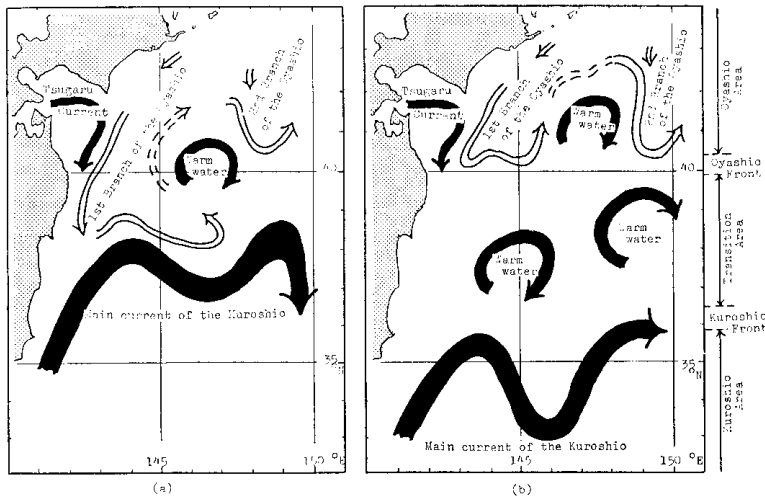 Tsugaru
Current
1st Branch of the Oyashio
2nd Branch
of the Oyashio
Warm
water
40
Main current of the Kuroshio
35
N
145
150 °E
(a)
Tsugaru
Current
1st branch
of the Oyashio
2nd Branch
of the Oyashio
Warm
water
40
Warm
water
Warm
water
35
°N
Main current of the Kuroshio
145
150 °E
(b)
Oyashio
Area
Oyashio
Front
Transition
Area
Kuroshio
Front
Kuroshio
Area